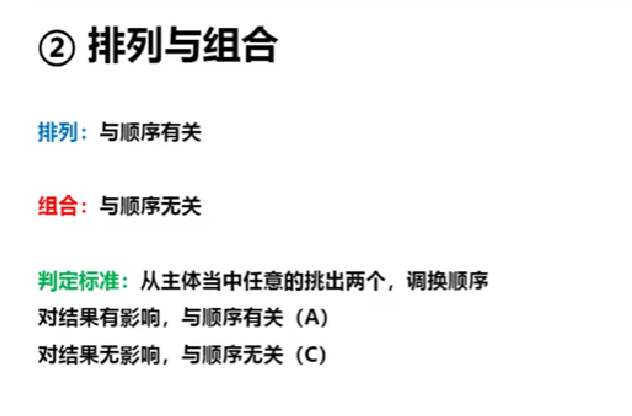 ② 排列与组合
排列：与顺序有关
组合：与顺序无关
判定标准：从主体当中任意的挑出两个，调换顺序
对结果有影响，与顺序有关（A）
对结果无影响，与顺序无关（C）